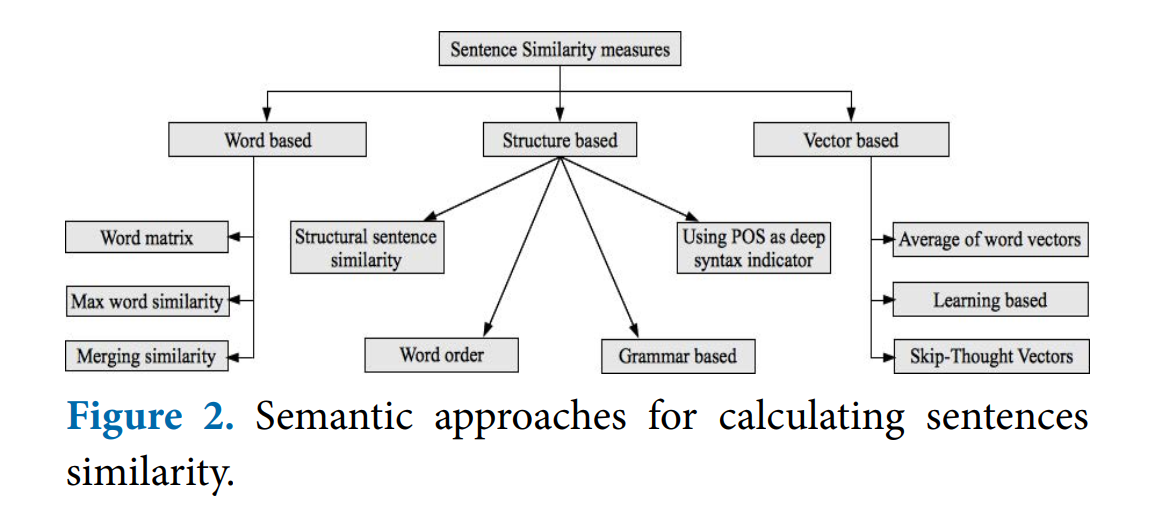 Sentence Similarity measures
Word based
Structure based
Vector based
Word matrix
Max word similarity
Merging similarity
Structural sentence
similarity
Word order
Grammar based
Using POS as deep
syntax indicator
Average of word vectors
Learning based
Skip-Thought Vectors
Figure 2. Semantic approaches for calculating sentences
similarity.